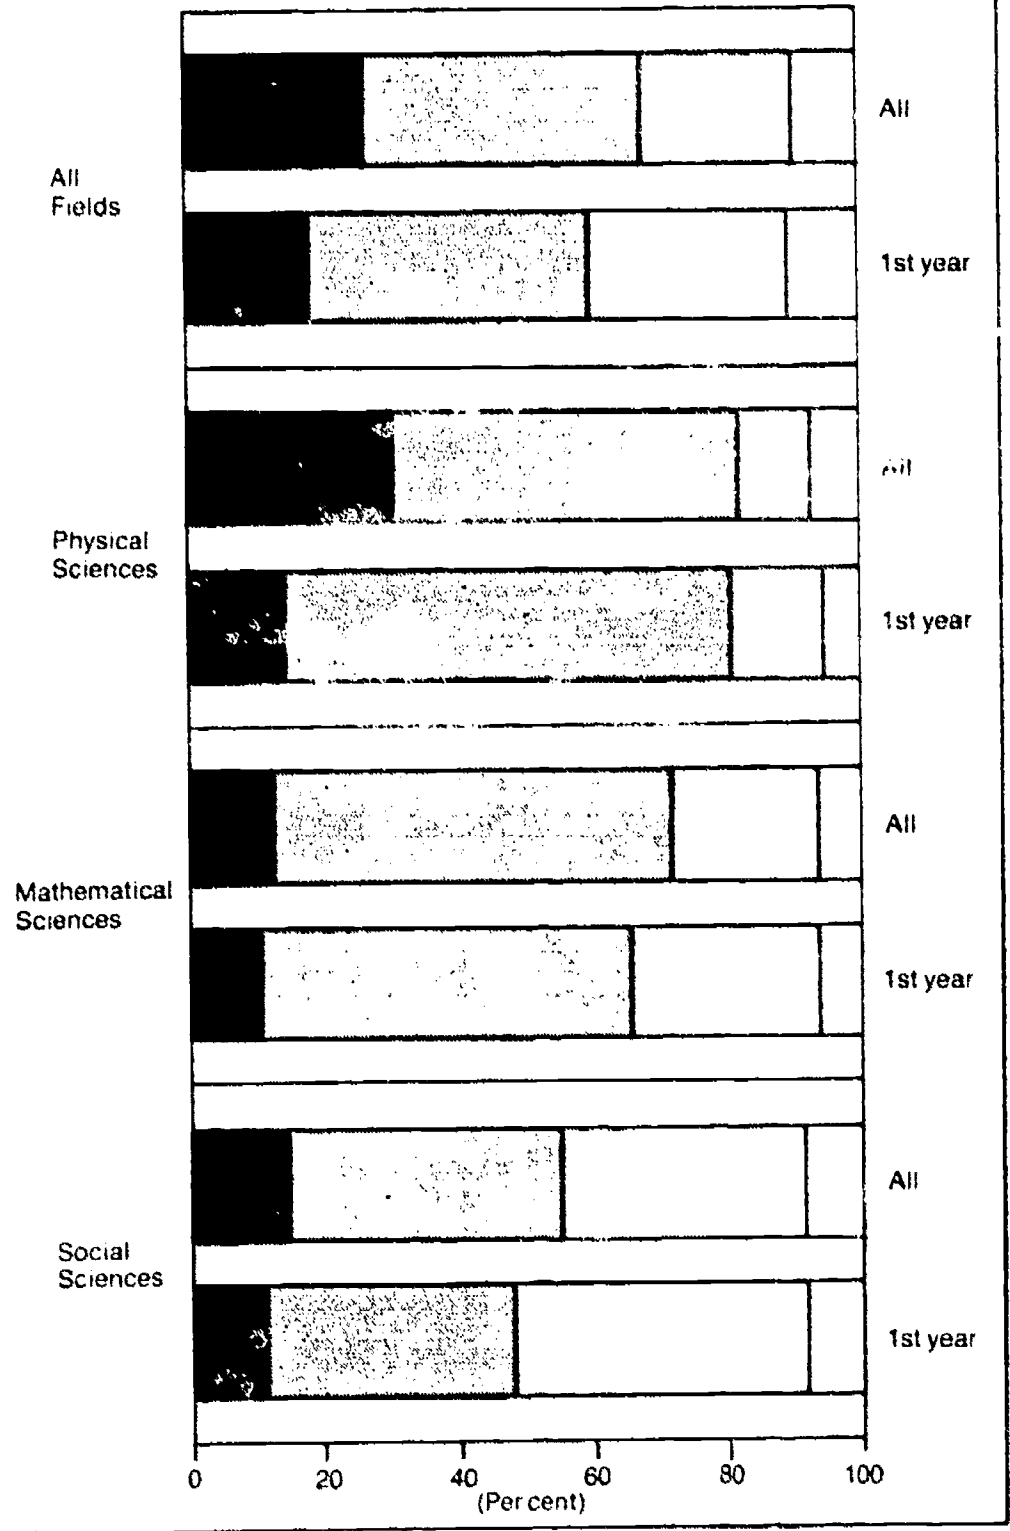 All
All
Fields
1st year
All
Physical
Sciences
1st year
All
Mathematical
Sciences
1st year
All
Social
Sciences
1st year
0 20 40 60 80 100
(Per cent)